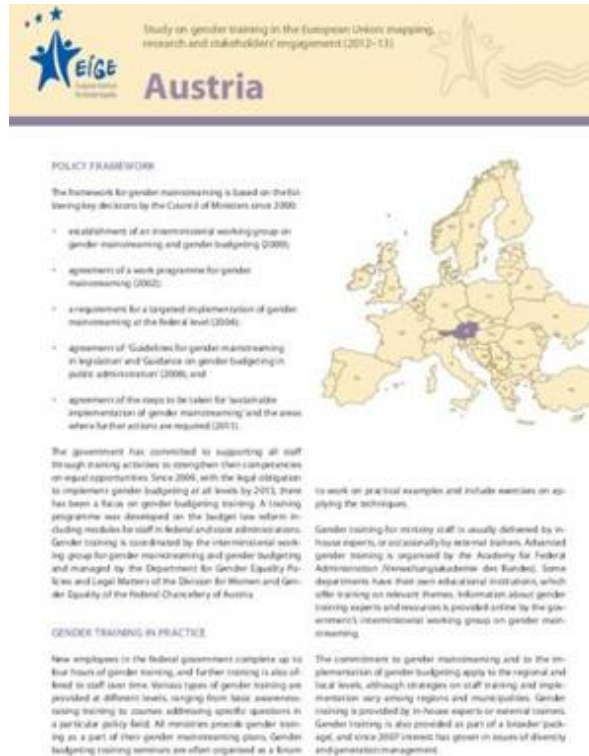 Study on gender training in the European Union: mapping,
research and stakeholders' engagement (2012–13)
EIGE
Austria
POLICY FRAMEWORK
The framework for gender mainstreaming is based on the fol-
lowing key decisions by the Council of Ministers since 2000:
• establishment of an interministerial working group on
gender mainstreaming and gender budgeting (2000);
• agreement of a work programme for gender
mainstreaming (2002);
• a requirement for a targeted implementation of gender
mainstreaming at the federal level (2004);
• agreement of 'Guidelines for gender mainstreaming
in legislation' and 'Guidance on gender budgeting in
public administration' (2008); and
• agreement of the steps to be taken for 'sustainable
implementation of gender mainstreaming' and the areas
where further actions are required (2011).
The government has committed to supporting all staff
through training activities to strengthen their competencies
on equal opportunities. Since 2009, with the legal obligation
to implement gender budgeting at all levels by 2013, there
has been a focus on gender budgeting training. A training
programme was developed on the budget law reform in-
cluding modules for staff in federal and state administrations.
Gender training is coordinated by the interministerial work-
ing group for gender mainstreaming and gender budgeting
and managed by the Department for Gender Equality Po-
licies and Legal Matters of the Division for Women and Gen-
der Equality of the Federal Chancellery of Austria.
GENDER TRAINING IN PRACTICE
New employees in the federal government complete up to
four hours of gender training, and further training is also of-
fered to staff over time. Various types of gender training are
provided at different levels, ranging from basic awareness-
raising training to courses addressing specific questions in
a particular policy field. All ministries provide gender train-
ing as a part of their gender mainstreaming plans. Gender
budgeting training seminars are often organised as a forum
to work on practical examples and include exercises on ap-
plying the techniques.
Gender training for ministry staff is usually delivered by in-
house experts, or occasionally by external trainers. Advanced
gender training is organised by the Academy for Federal
Administration (Verwaltungsakademie des Bundes). Some
departments have their own educational institutions, which
offer training on relevant themes. Information about gender
training experts and resources is provided online by the gov-
ernment's interministerial working group on gender main-
streaming.
The commitment to gender mainstreaming and to the im-
plementation of gender budgeting apply to the regional and
local levels, although strategies on staff training and imple-
mentation vary among regions and municipalities. Gender
training is provided by in-house experts or external trainers.
Gender training is also provided as part of a broader 'pack-
age', and since 2007 interest has grown in issues of diversity
and generation management.